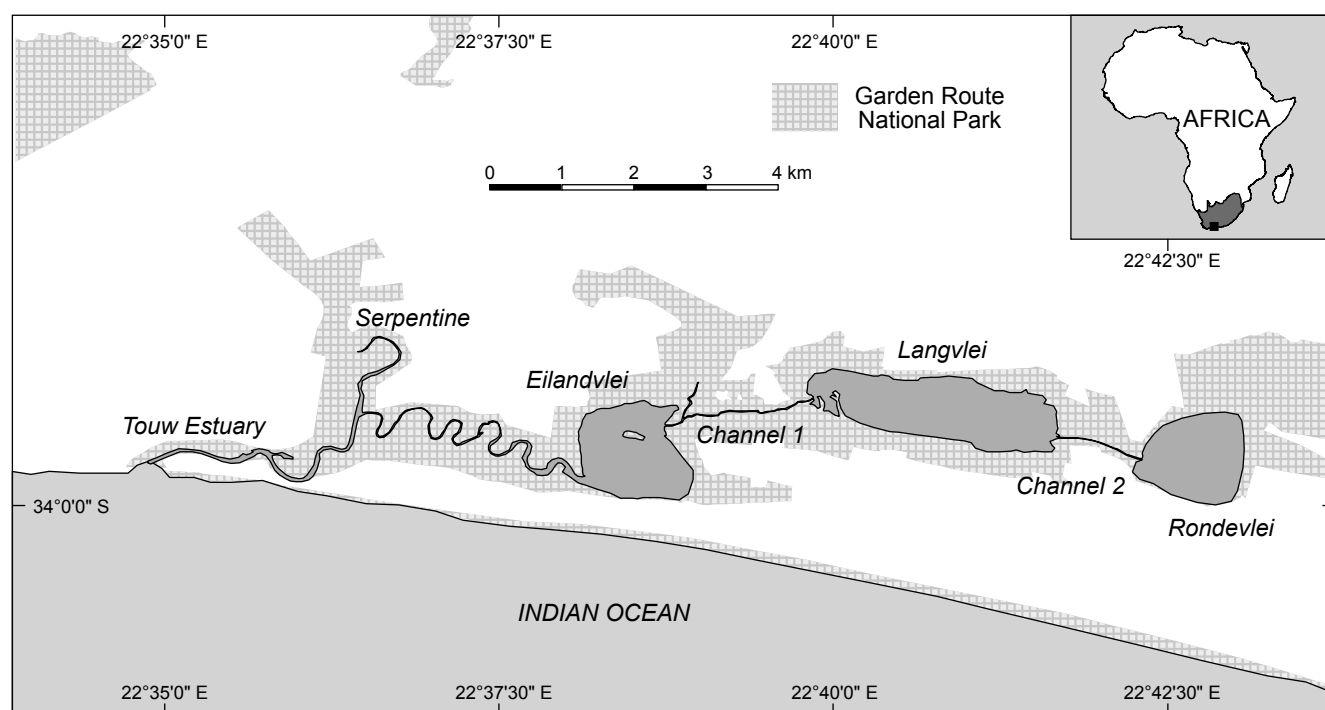 22°35'0" E
22°37'30" E
22°40'0" E
Garden Route
National Park
AFRICA
0 1 2 3 4 km
22°42'30" E
Serpentine
Langvlei
Eilandvlei
Touw Estuary
Channel 1
Channel 2
34°0'0" S
Rondevlei
INDIAN OCEAN
22°35'0" E
22°37'30" E
22°40'0" E
22°42'30" E